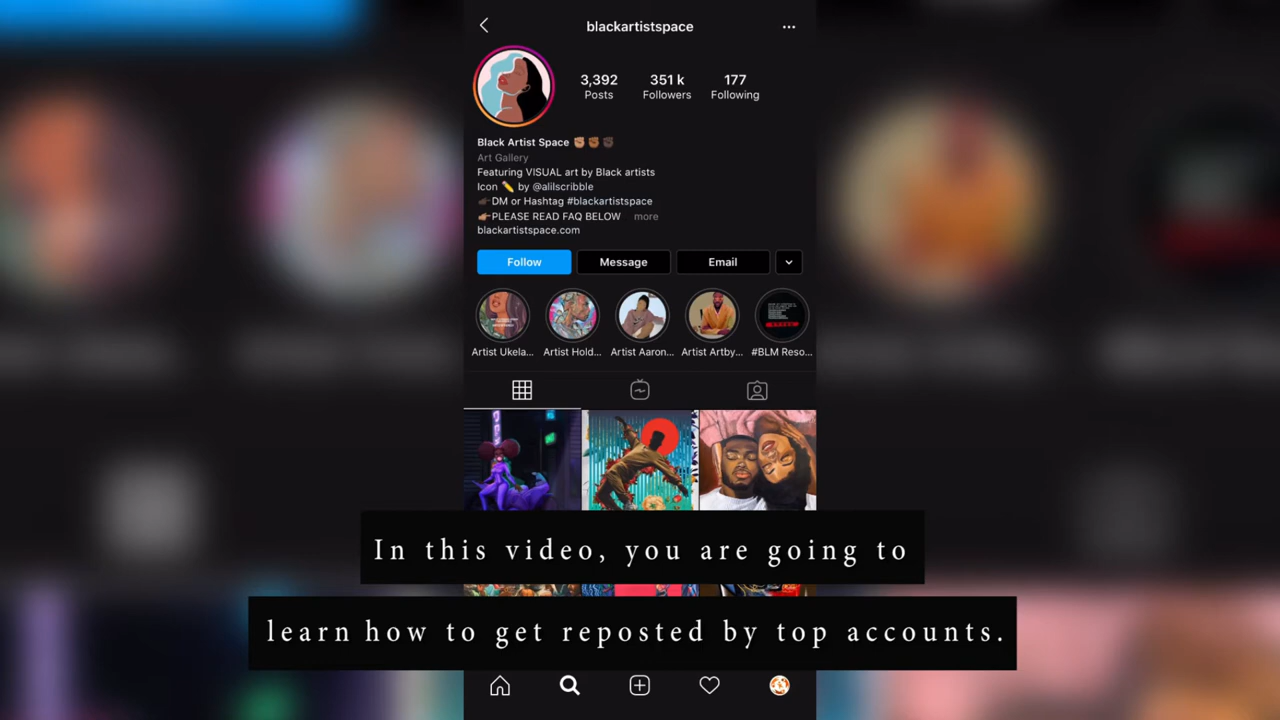 blackartistspace
3,392 351 k 177
Posts Followers Following
Black Artist Space
Art Gallery
Featuring VISUAL art by Black artists
Icon ✏️ by @alilscribble
DM or Hashtag #blackartistspace
PLEASE READ FAQ BELOW more
blackartistspace.com
Follow Message Email
Artist Ukela... Artist Hold... Artist Aaron... Artist Artby... #BLM Reso...
In this video, you are going to
learn how to get reposted by top accounts.